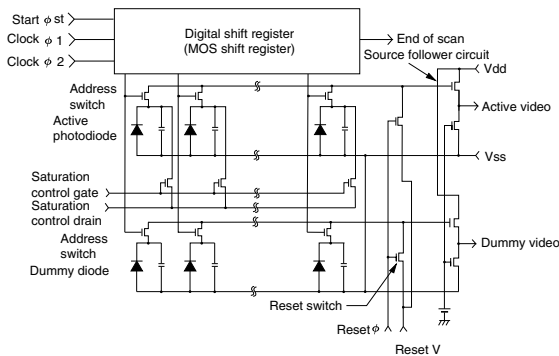 Start ϕ st
Clock ϕ 1
Clock ϕ 2
Digital shift register
(MOS shift register)
End of scan
Source follower circuit
Vdd
Address
switch
Active
photodiode
Active video
Vss
Saturation
control gate
Saturation
control drain
Address
switch
Dummy diode
Dummy video
Reset switch
Reset ϕ
Reset V